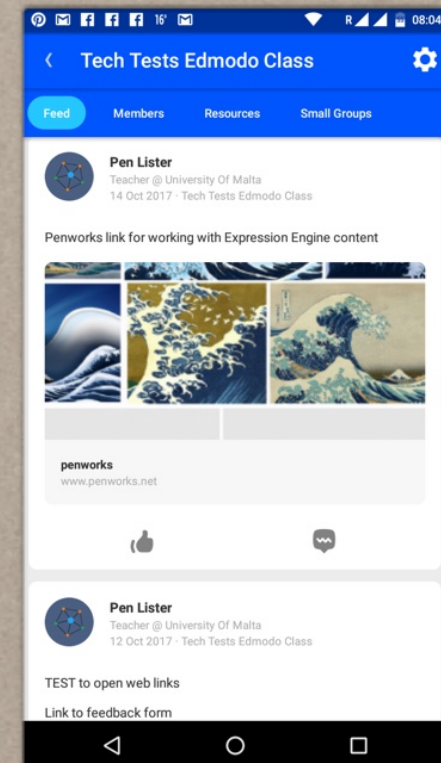 16° R 08:04
Tech Tests Edmodo Class
Feed Members Resources Small Groups
Pen Lister
Teacher @ University Of Malta
14 Oct 2017 · Tech Tests Edmodo Class
Penworks link for working with Expression Engine content
penworks
www.penworks.net
Pen Lister
Teacher @ University Of Malta
12 Oct 2017 · Tech Tests Edmodo Class
TEST to open web links
Link to feedback form